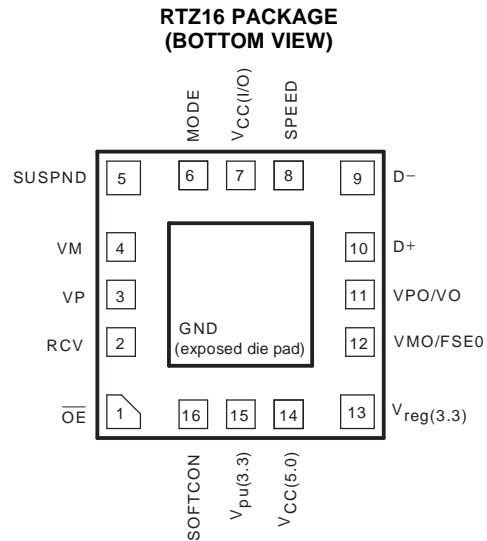 RTZ16 PACKAGE
(BOTTOM VIEW)
MODE
VCC(I/O)
SPEED
SUSPND 5 6 7 8 9 D−
VM 4 10 D+
VP 3 11 VPO/VO
RCV 2 GND 12 VMO/FSE0
(exposed die pad)
OE 1 16 15 14 13 Vreg(3.3)
SOFTCON
Vpu(3.3)
VCC(5.0)